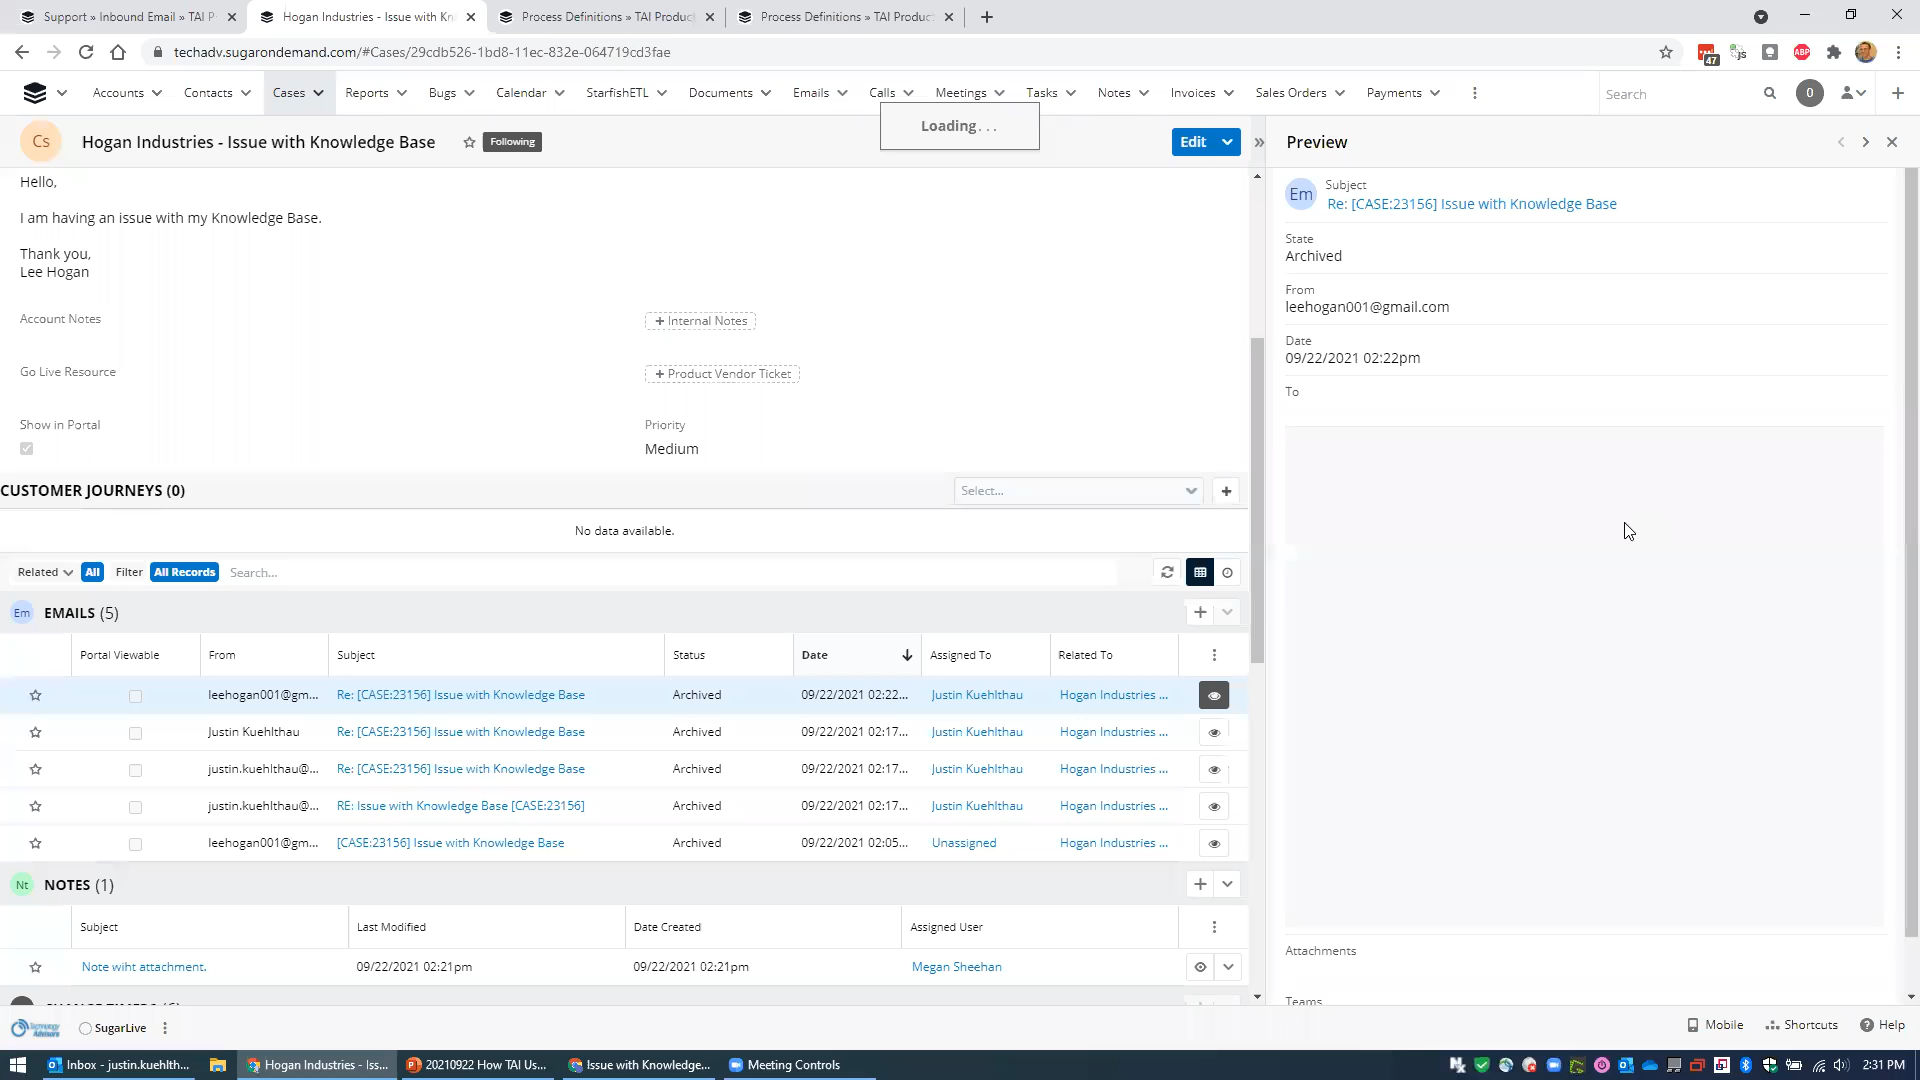 Support » Inbound Email » TAI P
Hogan Industries - Issue with Kn
Process Definitions » TAI Produc
Process Definitions » TAI Produc
techadv.sugarondemand.com/#Cases/29cdb526-1bd8-11ec-832e-064719cd3fae
47
JS
ABP
Accounts
Contacts
Cases
Reports
Bugs
Calendar
StarfishETL
Documents
Emails
Calls
Meetings
Tasks
Notes
Invoices
Sales Orders
Payments
Search
0
Loading...
Cs
Hogan Industries - Issue with Knowledge Base
Following
Edit
Preview
Hello,
I am having an issue with my Knowledge Base.
Thank you,
Lee Hogan
Account Notes
+ Internal Notes
Go Live Resource
+ Product Vendor Ticket
Show in Portal
Priority
Medium
CUSTOMER JOURNEYS (0)
Select...
No data available.
Related
All
Filter
All Records
Search...
Em
EMAILS (5)
Portal Viewable From Subject Status Date Assigned To Related To
leehogan001@gm... Re: [CASE:23156] Issue with Knowledge Base Archived 09/22/2021 02:22... Justin Kuehlthau Hogan Industries ...
Justin Kuehlthau Re: [CASE:23156] Issue with Knowledge Base Archived 09/22/2021 02:17... Justin Kuehlthau Hogan Industries ...
justin.kuehlthau@... Re: [CASE:23156] Issue with Knowledge Base Archived 09/22/2021 02:17... Justin Kuehlthau Hogan Industries ...
justin.kuehlthau@... RE: Issue with Knowledge Base [CASE:23156] Archived 09/22/2021 02:17... Justin Kuehlthau Hogan Industries ...
leehogan001@gm... [CASE:23156] Issue with Knowledge Base Archived 09/22/2021 02:05... Unassigned Hogan Industries ...
Nt
NOTES (1)
Subject Last Modified Date Created Assigned User
Note wiht attachment. 09/22/2021 02:21pm 09/22/2021 02:21pm Megan Sheehan
Em
Subject
Re: [CASE:23156] Issue with Knowledge Base
State
Archived
From
leehogan001@gmail.com
Date
09/22/2021 02:22pm
To
Attachments
Teams
Technology Advisors
SugarLive
Mobile
Shortcuts
Help
Inbox - justin.kuehlth...
Hogan Industries - Iss...
20210922 How TAI Us...
Issue with Knowledge...
Meeting Controls
2:31 PM